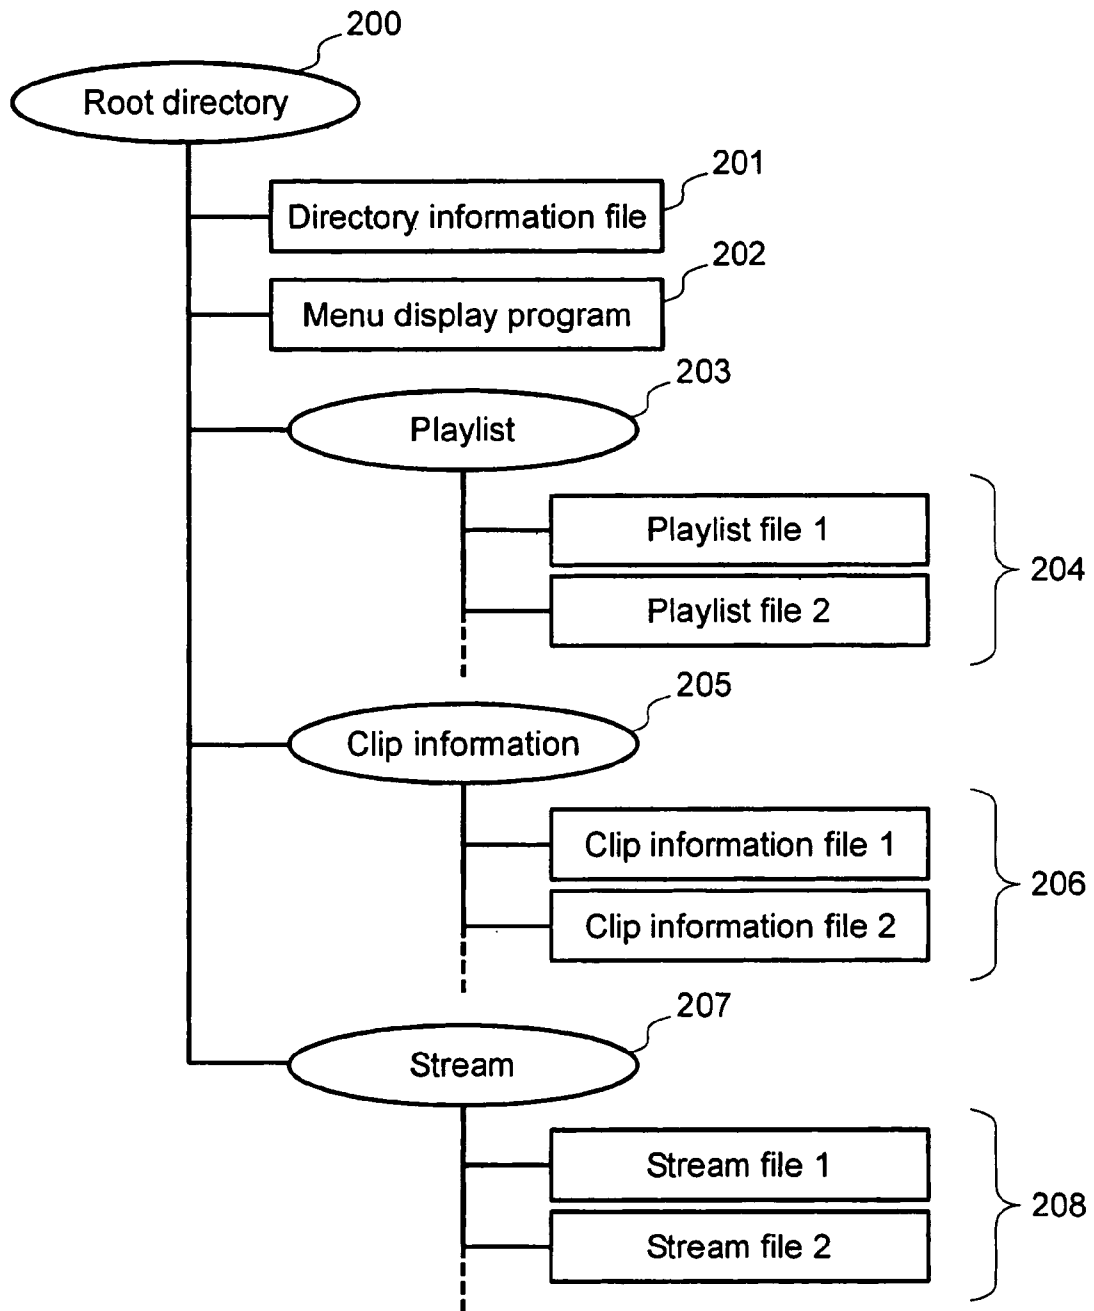 200
Root directory
201
Directory information file
202
Menu display program
203
Playlist
Playlist file 1
204
Playlist file 2
205
Clip information
Clip information file 1
206
Clip information file 2
207
Stream
Stream file 1
208
Stream file 2